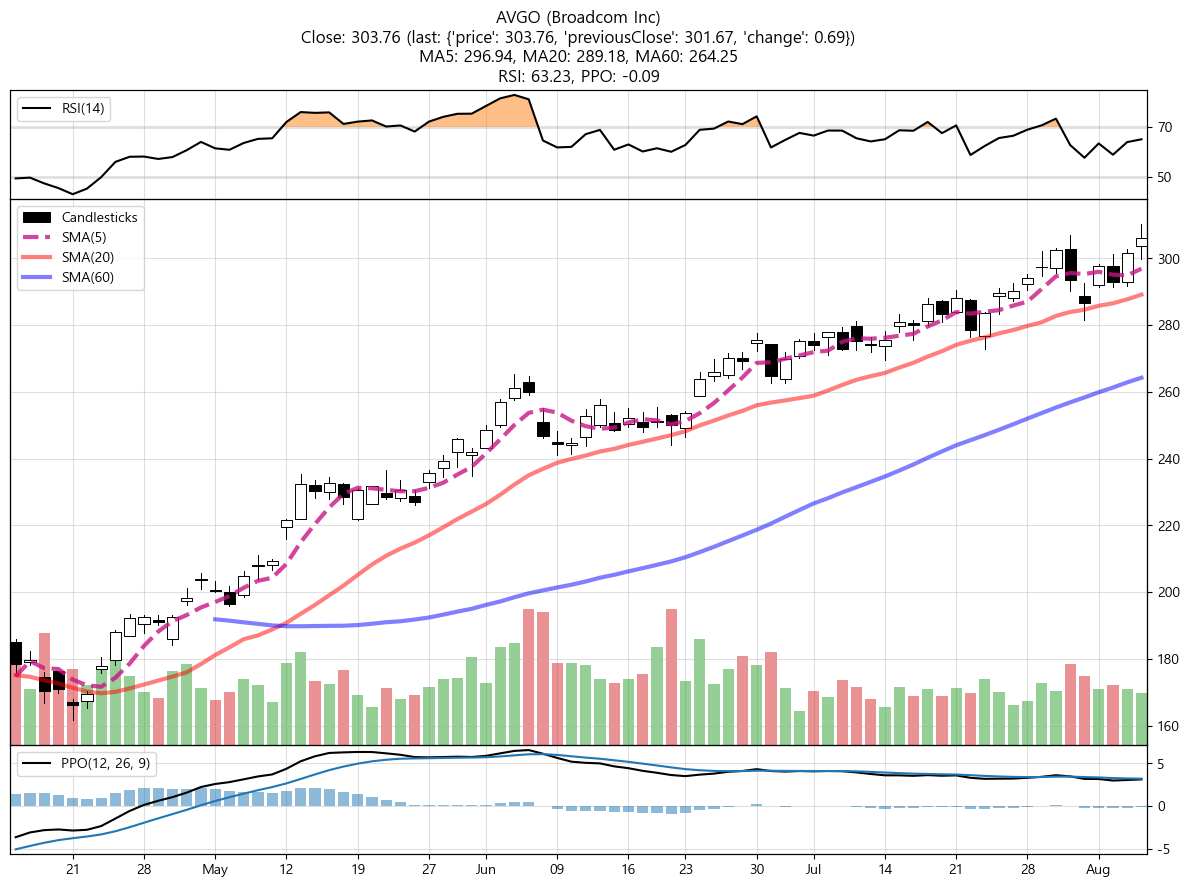 AVGO (Broadcom Inc)
Close: 303.76 (last: {'price': 303.76, 'previousClose': 301.67, 'change': 0.69})
MA5: 296.94, MA20: 289.18, MA60: 264.25
RSI: 63.23, PPO: -0.09
RSI(14)
70
50
Candlesticks
SMA(5)
SMA(20)
SMA(60)
300
280
260
240
220
200
180
160
PPO(12, 26, 9)
5
0
-5
21 28 May 12 19 27 Jun 09 16 23 30 Jul 14 21 28 Aug